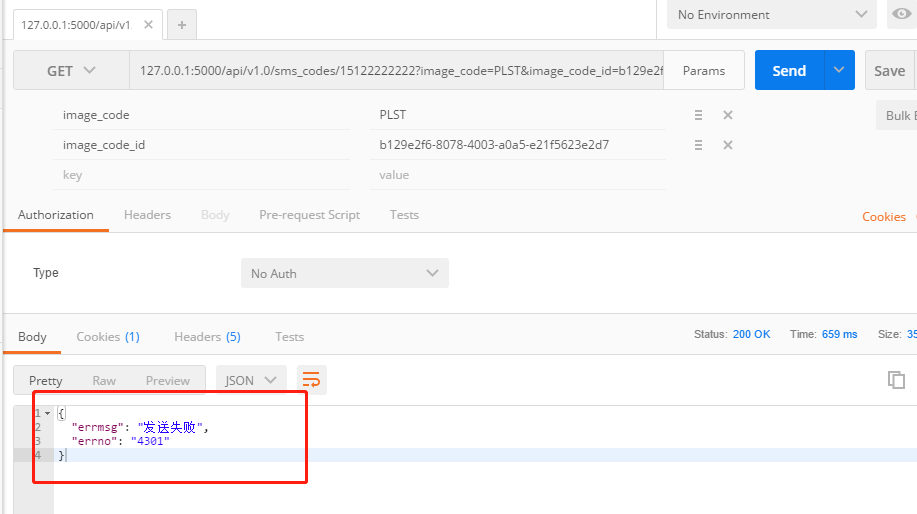 127.0.0.1:5000/api/v1
No Environment
GET
127.0.0.1:5000/api/v1.0/sms_codes/15122222222?image_code=PLST&image_code_id=b129e2f
Params
Send
Save
image_code PLST
Bulk E
image_code_id b129e2f6-8078-4003-a0a5-e21f5623e2d7
key value
Authorization Headers Body Pre-request Script Tests
Cookies
Type No Auth
Body Cookies (1) Headers (5) Tests
Status: 200 OK Time: 659 ms Size: 35
Pretty Raw Preview JSON
1 {
2 "errmsg": "发送失败",
3 "errno": "4301"
4 }